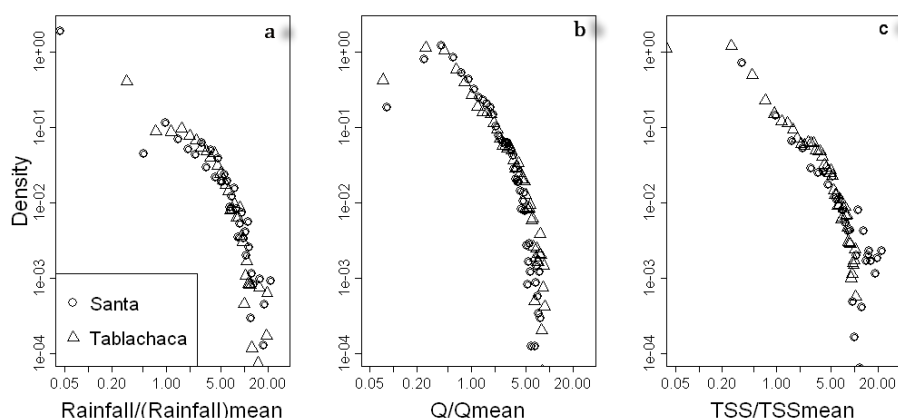 a
b
c
Density
1e+00
1e-01
1e-02
1e-03
1e-04
Santa
Tablachaca
0.05 0.20 1.00 5.00 20.00
Rainfall/(Rainfall)mean
1e+00
1e-01
1e-02
1e-03
1e-04
0.05 0.20 1.00 5.00 20.00
Q/Qmean
1e+00
1e-01
1e-02
1e-03
1e-04
0.05 0.20 1.00 5.00 20.00
TSS/TSSmean